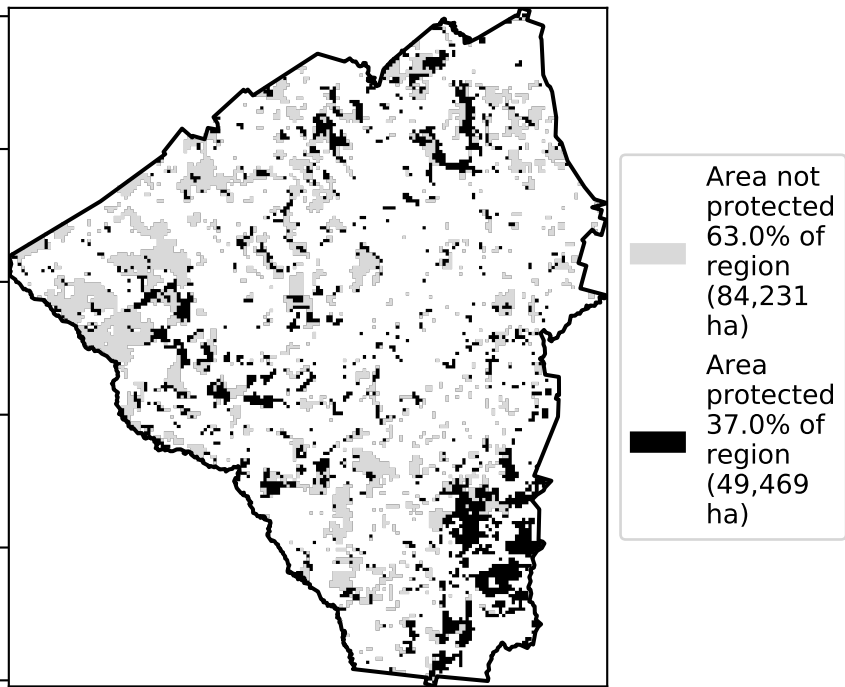 Area not
protected
63.0% of
region
(84,231
ha)
Area
protected
37.0% of
region
(49,469
ha)